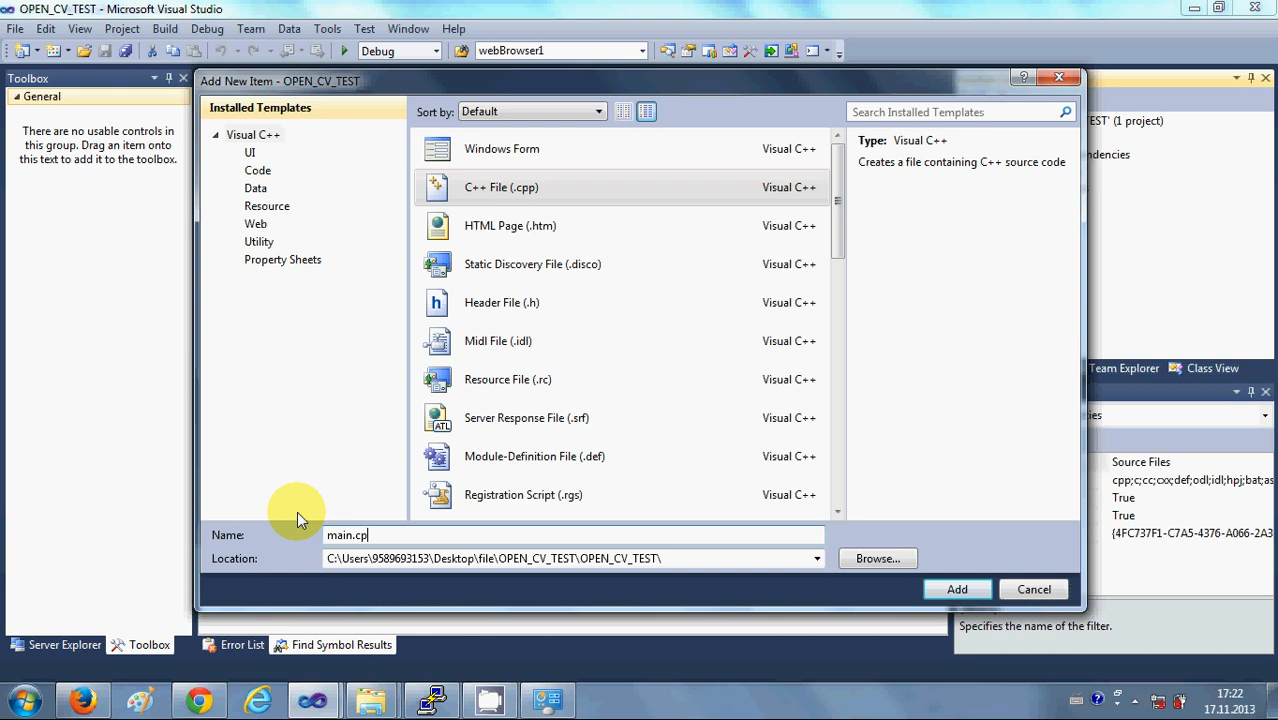 OPEN_CV_TEST - Microsoft Visual Studio
File Edit View Project Build Debug Team Data Tools Test Window Help
Debug webBrowser1
Toolbox
General
There are no usable controls in
this group. Drag an item onto
this text to add it to the toolbox.
Add New Item - OPEN_CV_TEST
Installed Templates
Visual C++
UI
Code
Data
Resource
Web
Utility
Property Sheets
Sort by: Default
Windows Form Visual C++
C++ File (.cpp) Visual C++
HTML Page (.htm) Visual C++
Static Discovery File (.disco) Visual C++
h
Header File (.h) Visual C++
Midl File (.idl) Visual C++
Resource File (.rc) Visual C++
ATL
Server Response File (.srf) Visual C++
Module-Definition File (.def) Visual C++
Registration Script (.rgs) Visual C++
Search Installed Templates
Type: Visual C++
Creates a file containing C++ source code
Name: main.cp
Location: C:\Users\9589693153\Desktop\file\OPEN_CV_TEST\OPEN_CV_TEST\
Browse...
Add Cancel
EST' (1 project)
endencies
Team Explorer Class View
ies
Source Files
cpp;c;cc;cxx;def;odl;idl;hpj;bat;as
True
True
{4FC737F1-C7A5-4376-A066-2A3
Specifies the name of the filter.
Server Explorer Toolbox Error List Find Symbol Results
17:22
17.11.2013